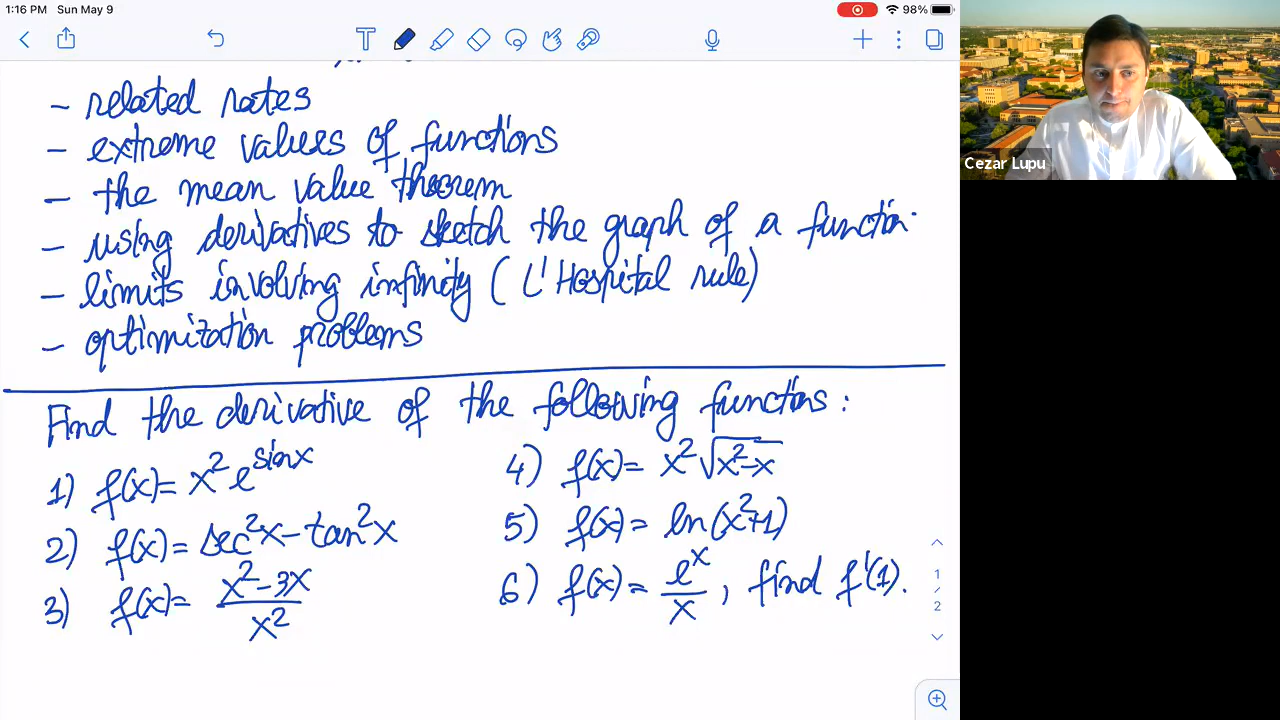 1:16 PM Sun May 9
98%
Cezar Lupu
- related rates
- extreme values of functions
- the mean value theorem
- using derivatives to sketch the graph of a function.
- limits involving infinity (L'Hospital rule)
- optimization problems
Find the derivative of the following functins:
1) f(x) = x² e^sinx
2) f(x) = sec²x - tan²x
3) f(x) = (x² - 3x)/x²
4) f(x) = x² √(x²-x)
5) f(x) = ln(x²+1)
6) f(x) = e^x/x, find f'(1).
1
/
2